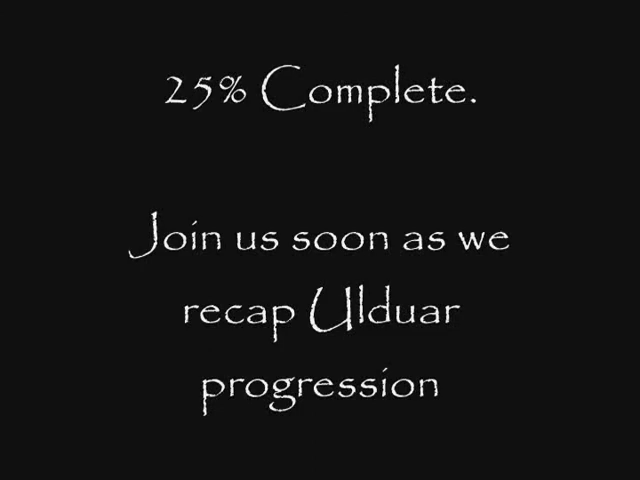 25% Complete.
Join us soon as we
recap Ulduar
progression